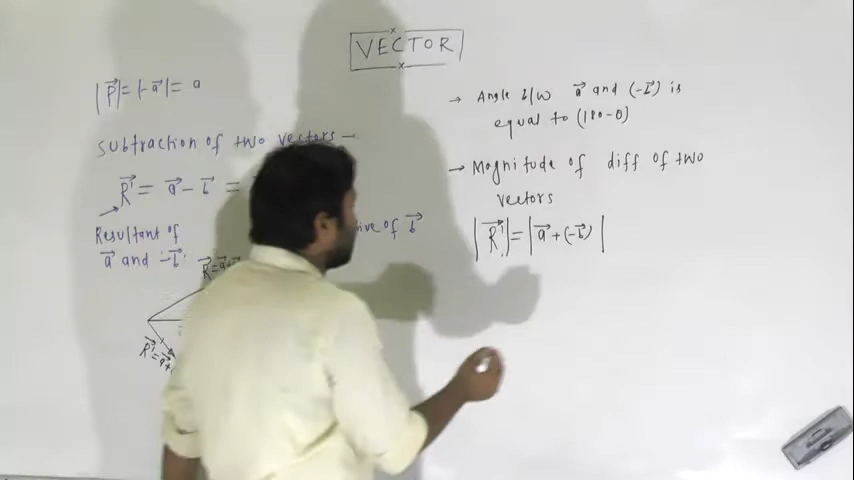 VECTOR
|P⃗| = |-a⃗| = a
Subtraction of two vectors –
R⃗' = a⃗ - b⃗ =
Resultant of
a⃗ and -b⃗
of b⃗
R⃗ = a⃗
R⃗' = a⃗+
→ Angle b/w a⃗ and (-b⃗) is
equal to (180-θ)
→ Magnitude of diff of two
vectors
|R⃗'| = |a⃗ + (-b⃗)|